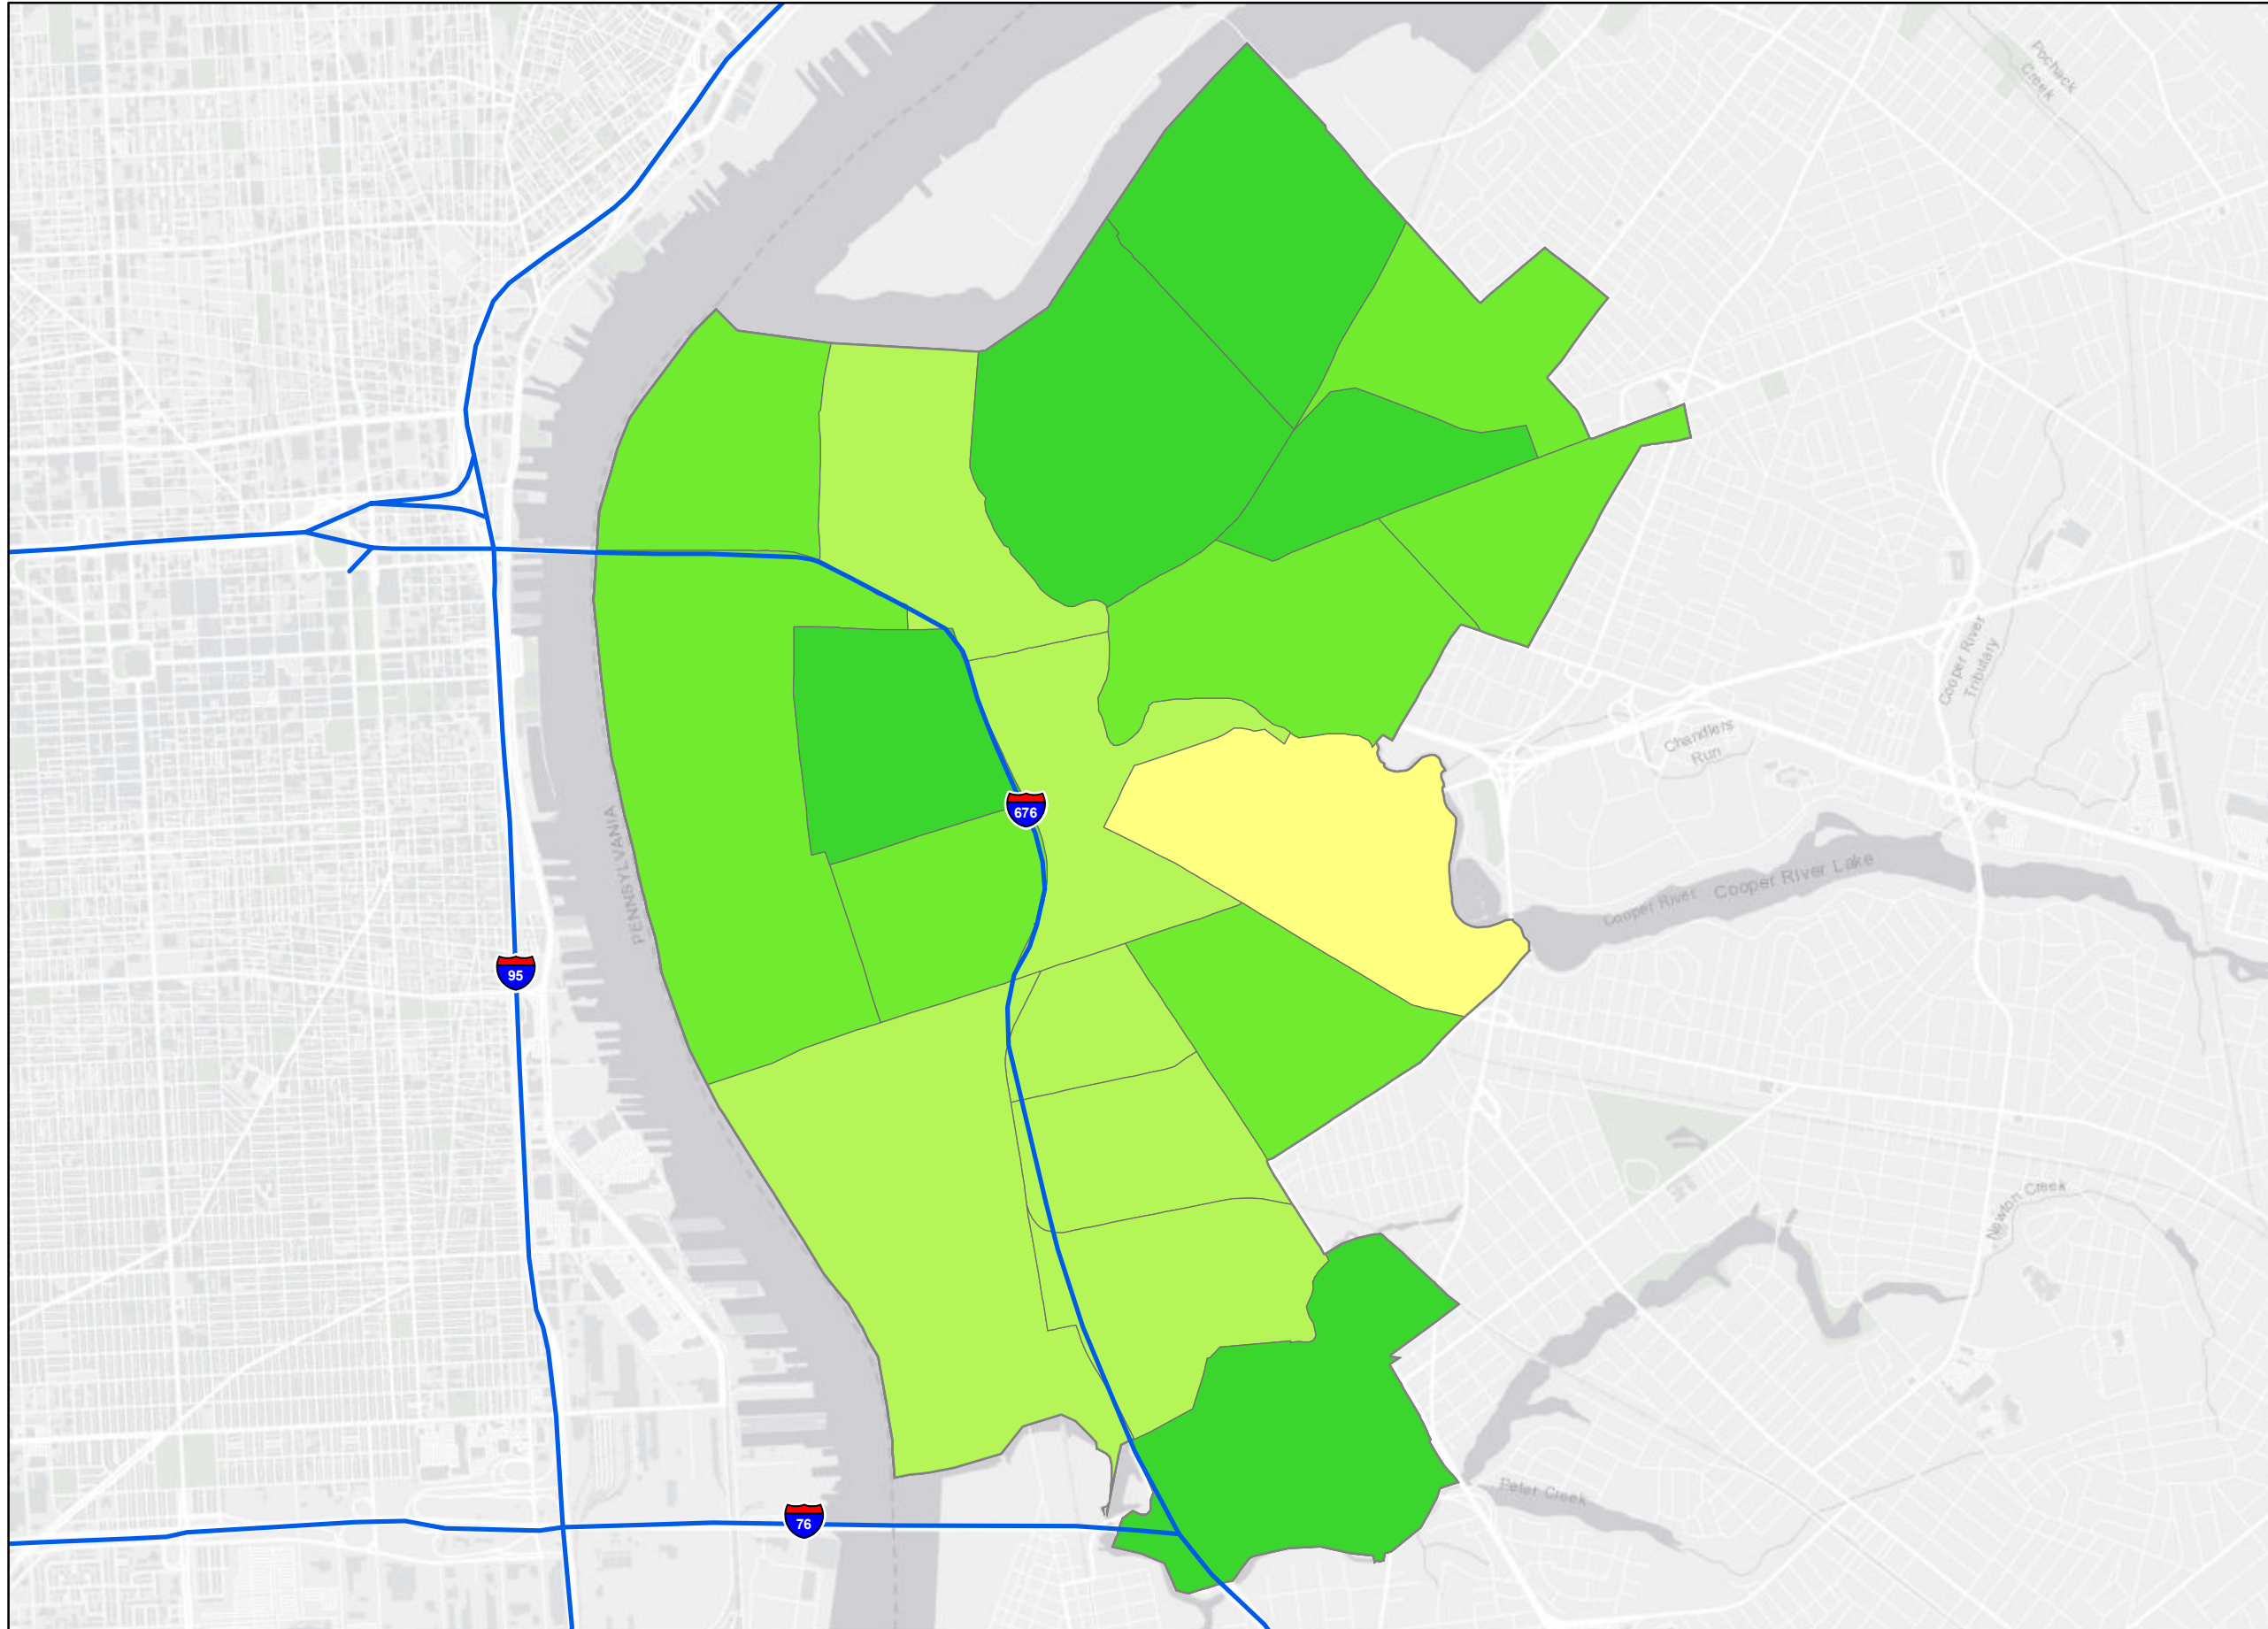 Pochack
Creek
Cooper River
Tributary
Chandlers
Run
676
PENNSYLVANIA
Cooper River
Cooper River Lake
95
Newton Creek
Peter Creek
76